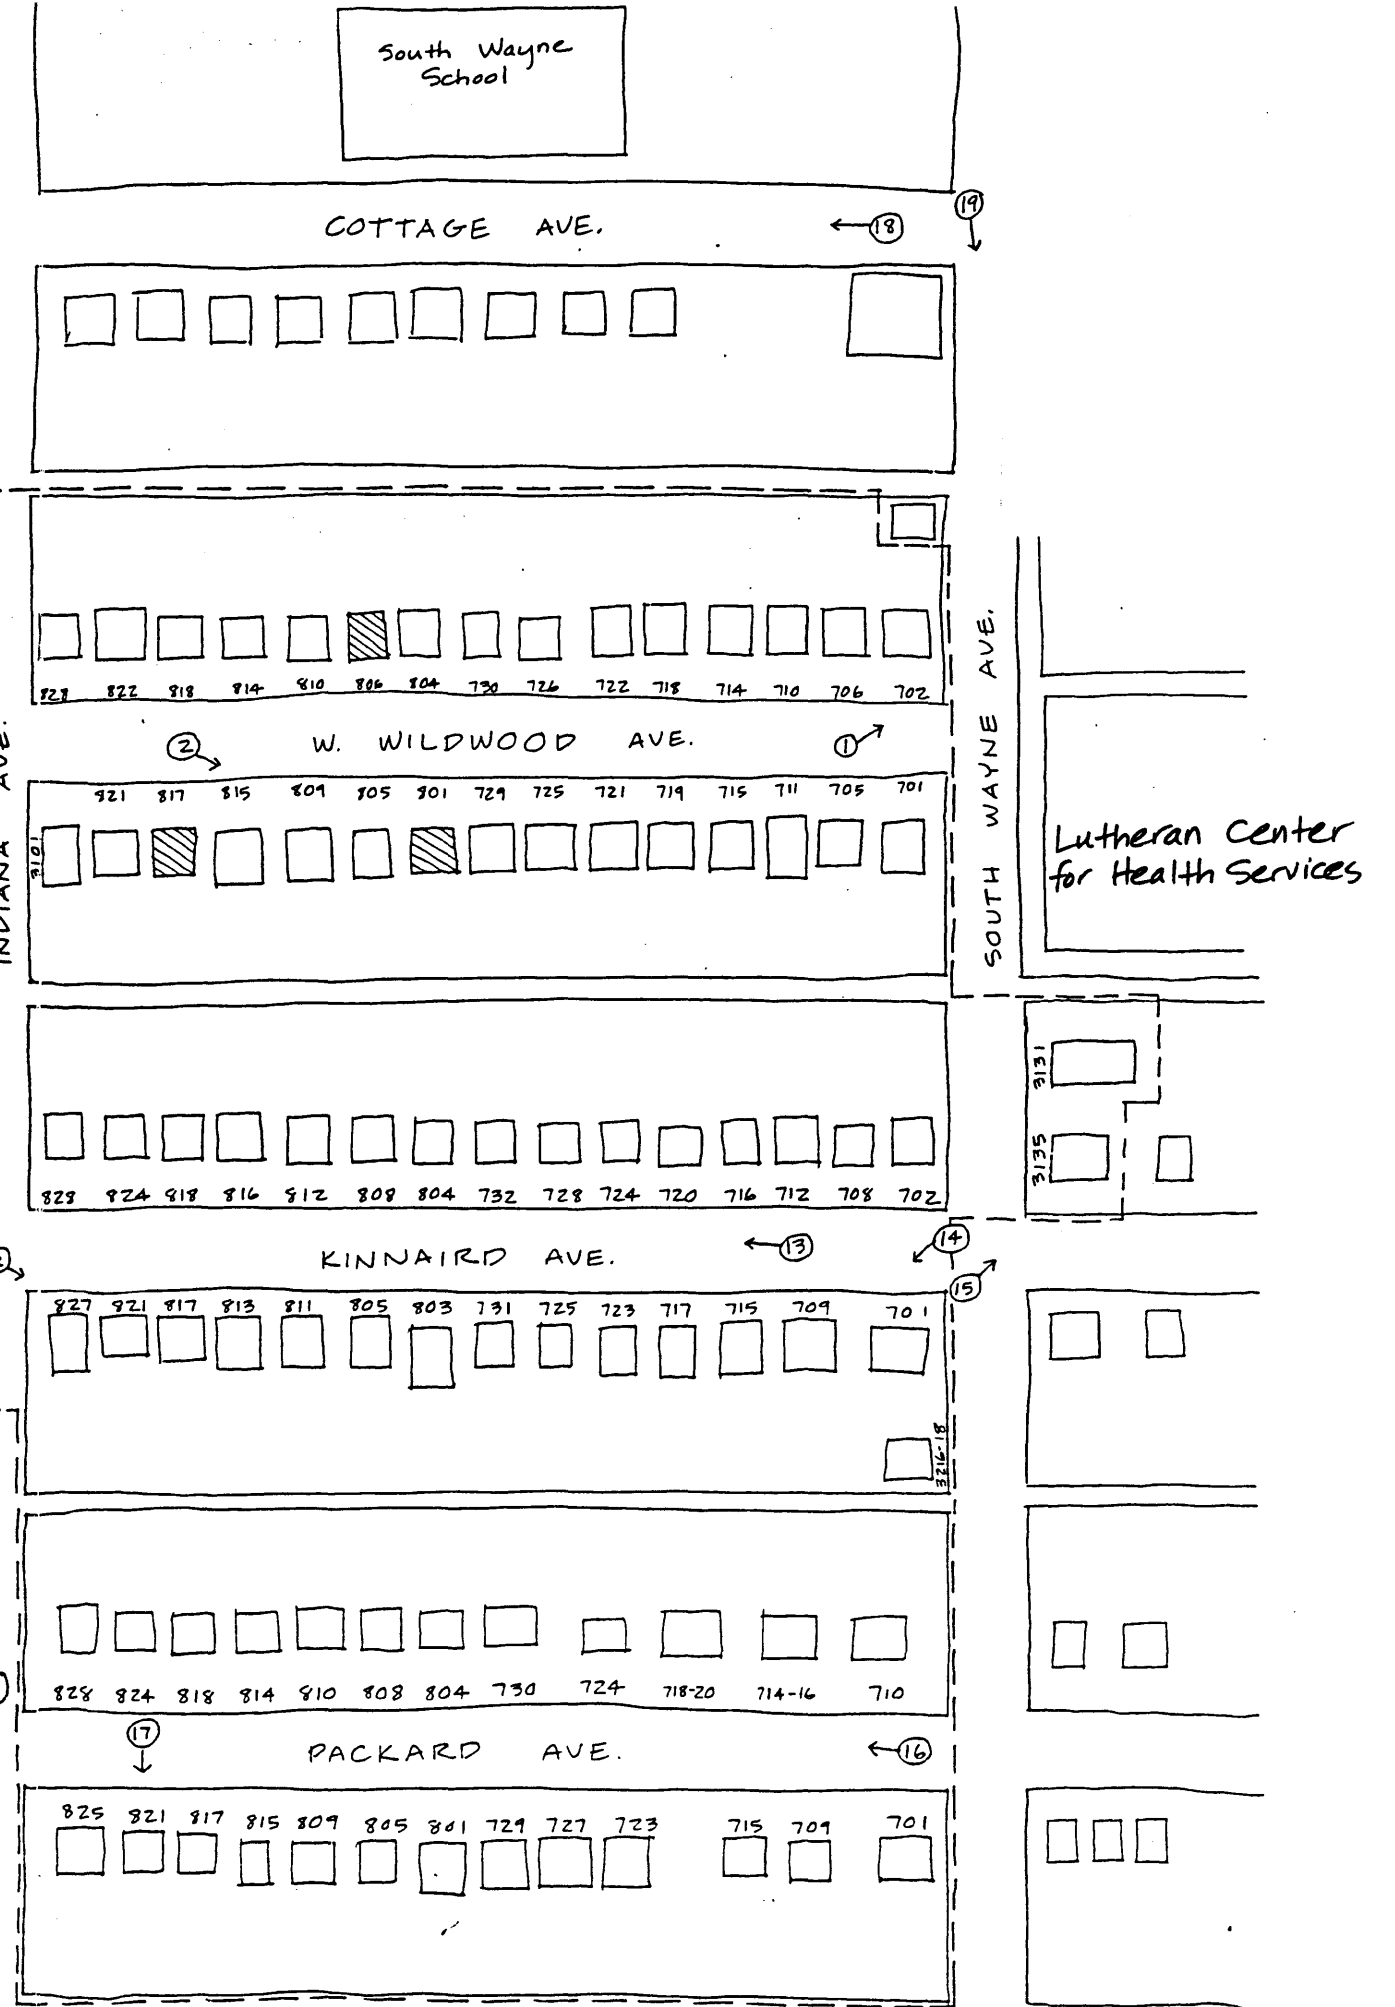 South Wayne
School
19
COTTAGE AVE.
18
828 822 818 814 810 806 804 730 726 722 718 714 710 706 702
SOUTH WAYNE AVE.
INDIANA AVE.
2
W. WILDWOOD AVE.
1
821 817 815 809 805 801 729 725 721 719 715 711 705 701
3101
Lutheran Center
for Health Services
3131
3135
828 824 818 816 812 808 804 732 728 724 720 716 712 708 702
KINNAIRD AVE.
13
14
15
827 821 817 813 811 805 803 731 725 723 717 715 709 701
3216-18
828 824 818 814 810 808 804 730 724 718-20 714-16 710
17
PACKARD AVE.
16
825 821 817 815 809 805 801 729 727 723 715 709 701